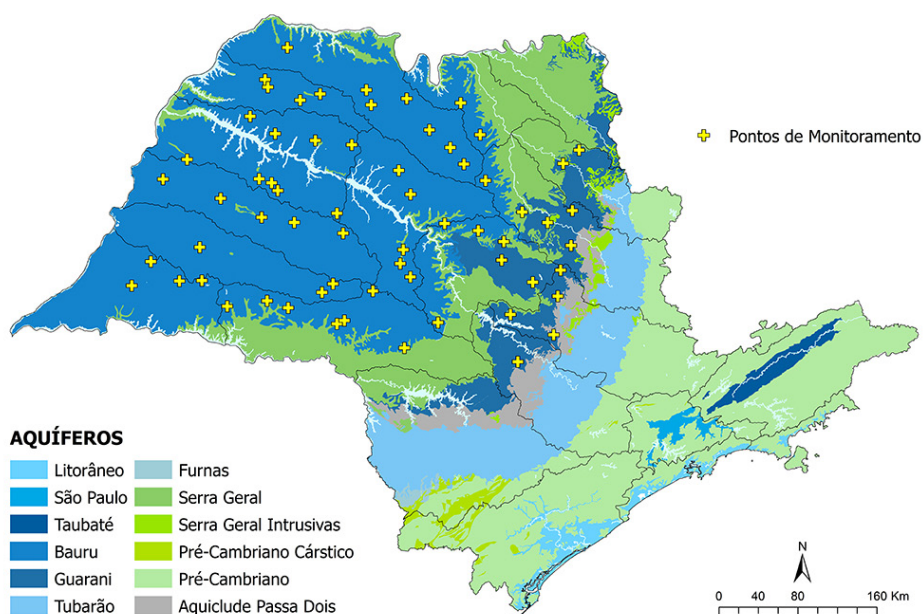 Pontos de Monitoramento
AQUÍFEROS
Litorâneo
São Paulo
Taubaté
Bauru
Guarani
Tubarão
Furnas
Serra Geral
Serra Geral Intrusivas
Pré-Cambriano Cárstico
Pré-Cambriano
Aquiclude Passa Dois
N
0 40 80 160 Km